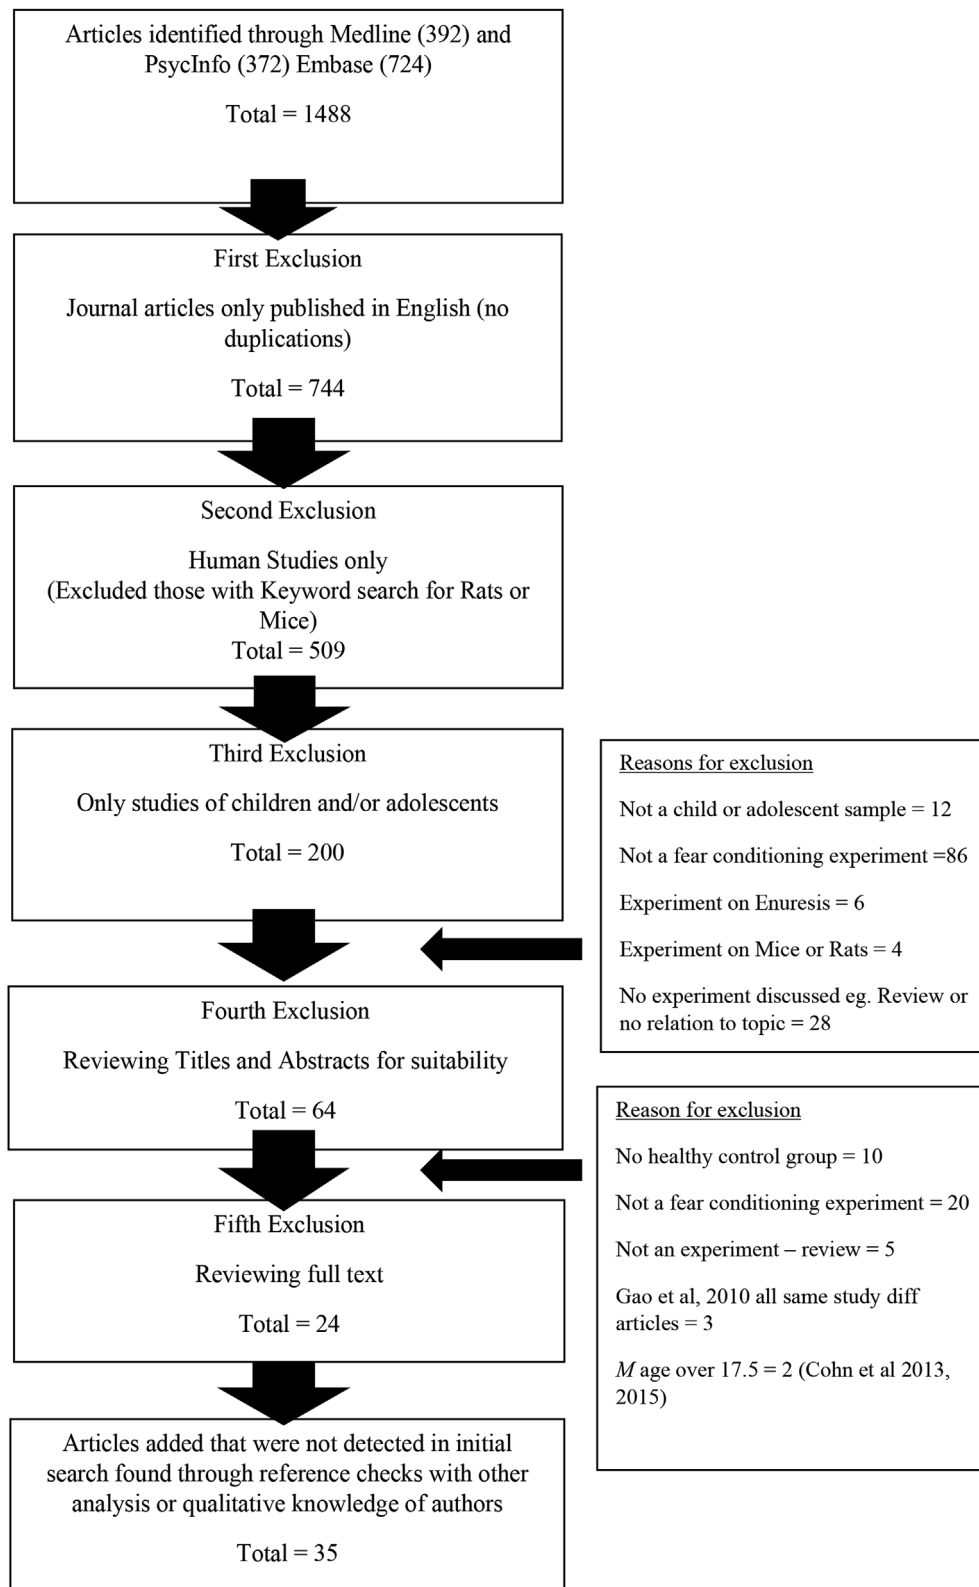 Articles identified through Medline (392) and
PsycInfo (372) Embase (724)
Total = 1488
First Exclusion
Journal articles only published in English (no
duplications)
Total = 744
Second Exclusion
Human Studies only
(Excluded those with Keyword search for Rats or
Mice)
Total = 509
Third Exclusion
Only studies of children and/or adolescents
Total = 200
Reasons for exclusion
Not a child or adolescent sample = 12
Not a fear conditioning experiment =86
Experiment on Enuresis = 6
Experiment on Mice or Rats = 4
No experiment discussed eg. Review or
no relation to topic = 28
Fourth Exclusion
Reviewing Titles and Abstracts for suitability
Total = 64
Reason for exclusion
No healthy control group = 10
Not a fear conditioning experiment = 20
Not an experiment – review = 5
Gao et al, 2010 all same study diff
articles = 3
M age over 17.5 = 2 (Cohn et al 2013,
2015)
Fifth Exclusion
Reviewing full text
Total = 24
Articles added that were not detected in initial
search found through reference checks with other
analysis or qualitative knowledge of authors
Total = 35